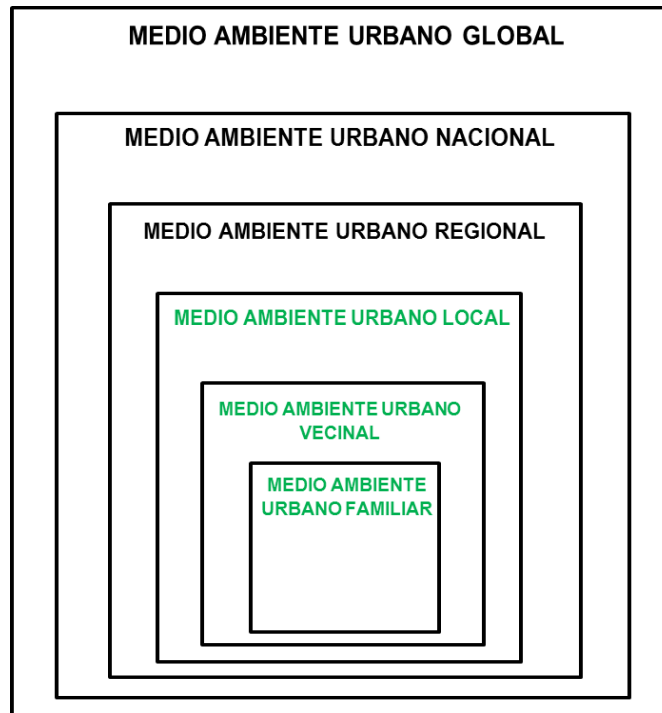 MEDIO AMBIENTE URBANO GLOBAL
MEDIO AMBIENTE URBANO NACIONAL
MEDIO AMBIENTE URBANO REGIONAL
MEDIO AMBIENTE URBANO LOCAL
MEDIO AMBIENTE URBANO
VECINAL
MEDIO AMBIENTE
URBANO FAMILIAR